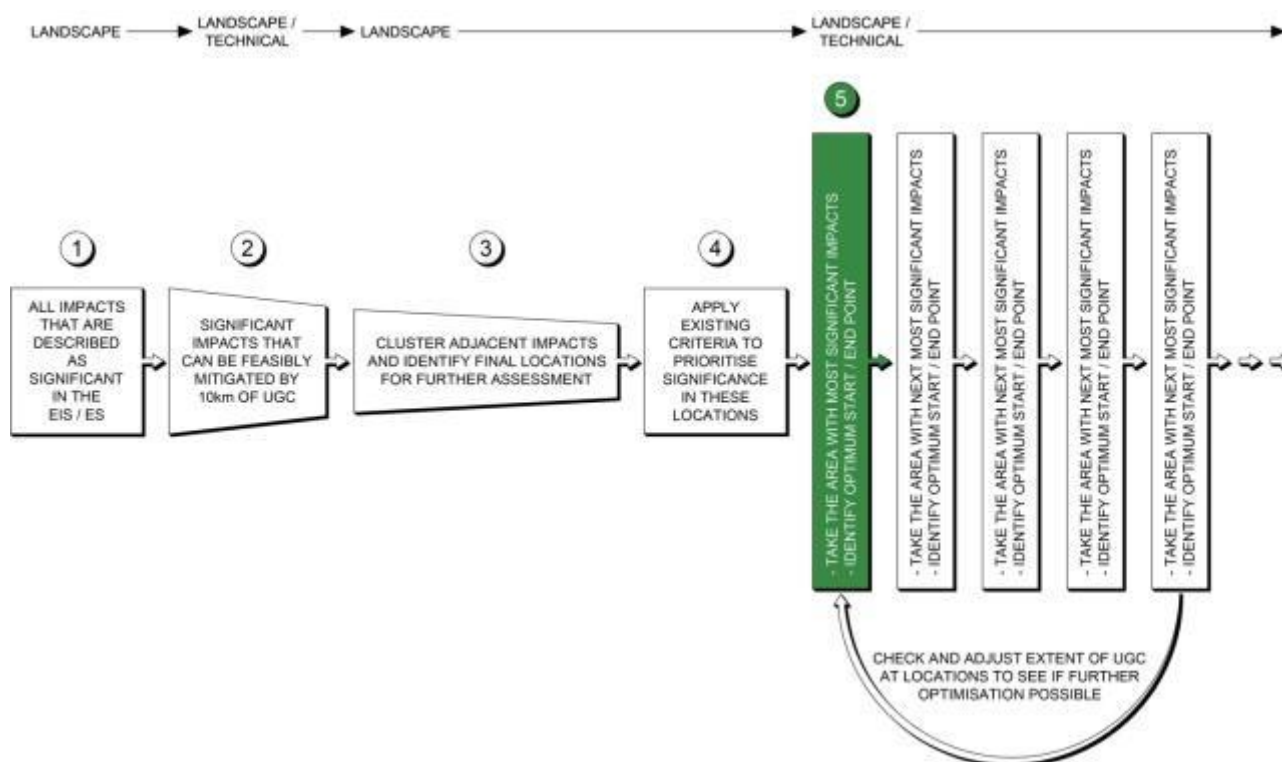 LANDSCAPE
LANDSCAPE /
TECHNICAL
LANDSCAPE
LANDSCAPE /
TECHNICAL
1
ALL IMPACTS
THAT ARE
DESCRIBED
AS
SIGNIFICANT
IN THE
EIS / ES
2
SIGNIFICANT
IMPACTS THAT
CAN BE FEASIBLY
MITIGATED BY
10km OF UGC
3
CLUSTER ADJACENT IMPACTS
AND IDENTIFY FINAL LOCATIONS
FOR FURTHER ASSESSMENT
4
APPLY
EXISTING
CRITERIA TO
PRIORITISE
SIGNIFICANCE
IN THESE
LOCATIONS
5
- TAKE THE AREA WITH MOST SIGNIFICANT IMPACTS
- IDENTIFY OPTIMUM START / END POINT
- TAKE THE AREA WITH NEXT MOST SIGNIFICANT IMPACTS
- IDENTIFY OPTIMUM START / END POINT
- TAKE THE AREA WITH NEXT MOST SIGNIFICANT IMPACTS
- IDENTIFY OPTIMUM START / END POINT
- TAKE THE AREA WITH NEXT MOST SIGNIFICANT IMPACTS
- IDENTIFY OPTIMUM START / END POINT
- TAKE THE AREA WITH NEXT MOST SIGNIFICANT IMPACTS
- IDENTIFY OPTIMUM START / END POINT
CHECK AND ADJUST EXTENT OF UGC
AT LOCATIONS TO SEE IF FURTHER
OPTIMISATION POSSIBLE